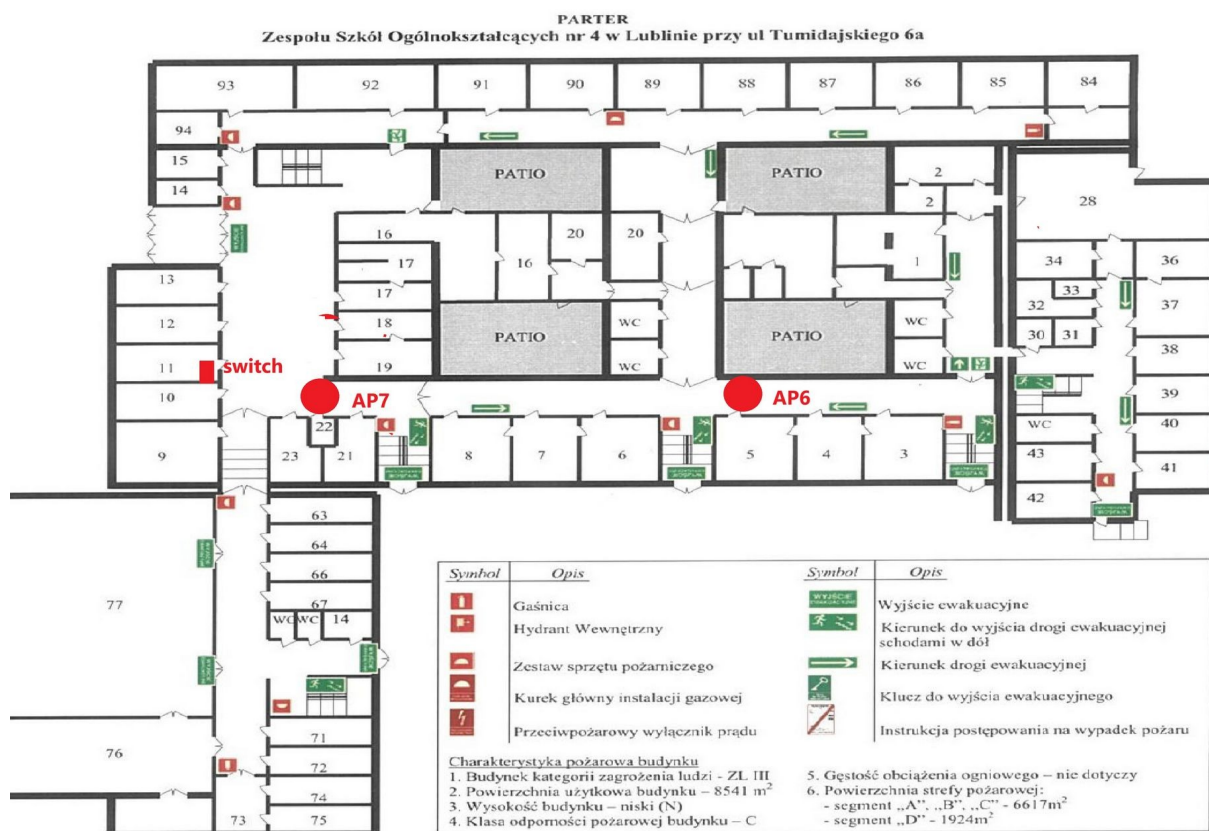 PARTER
Zespołu Szkół Ogólnokształcących nr 4 w Lublinie przy ul Tumidajskiego 6a
93 92 91 90 89 88 87 86 85 84
94
15
14
PATIO PATIO
2
2
28
16 20 20
17 16 1 34 36
13
17 33
32 37
12 18 WC WC 30 31
PATIO PATIO
11 switch 19 WC WC 38
10 39
AP7 AP6
22 WC 40
9 23 21 8 7 6 5 4 3 43 41
42
63
64
66
77 67
WC WC 14
71
76 72
74
73 75
Symbol Opis Symbol Opis
Gaśnica
WYJŚCIE
Wyjście ewakuacyjne
Hydrant Wewnętrzny
Kierunek do wyjścia drogi ewakuacyjnej
schodami w dół
Zestaw sprzętu pożarniczego
Kierunek drogi ewakuacyjnej
Kurek główny instalacji gazowej
Klucz do wyjścia ewakuacyjnego
Przeciwpożarowy wyłącznik prądu
Instrukcja postępowania na wypadek pożaru
Charakterystyka pożarowa budynku
1. Budynek kategorii zagrożenia ludzi - ZL III
2. Powierzchnia użytkowa budynku – 8541 m²
3. Wysokość budynku – niski (N)
4. Klasa odporności pożarowej budynku – C
5. Gęstość obciążenia ogniowego – nie dotyczy
6. Powierzchnia strefy pożarowej:
- segment „A”, „B”, „C” - 6617m²
- segment „D” - 1924m²